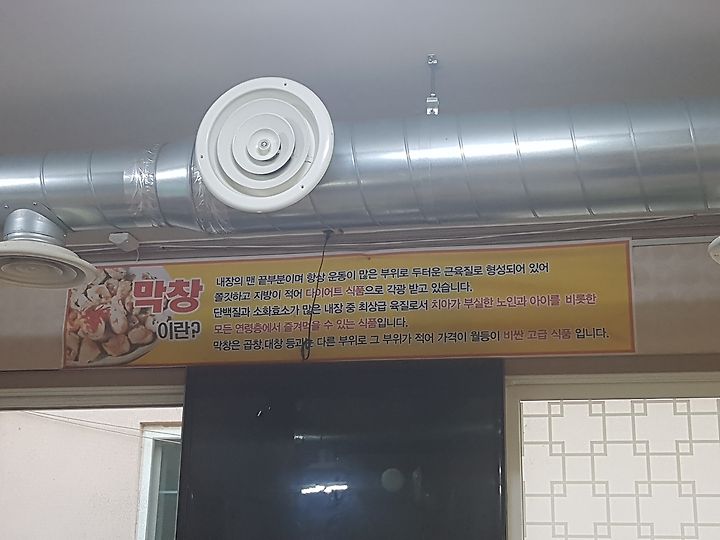 막창
이란?
내장의 맨 끝부분이며 항상 운동이 많은 부위로 두터운 근육질로 형성되어 있어
쫄깃하고 지방이 적어 다이어트 식품으로 각광 받고 있습니다.
단백질과 소화효소가 많은 내장 중 최상급 육질로서 치아가 부실한 노인과 아이를 비롯한
모든 연령층에서 즐겨먹을 수 있는 식품입니다.
막창은 곱창,대창 등과는 다른 부위로 그 부위가 적어 가격이 월등이 비싼 고급 식품 입니다.